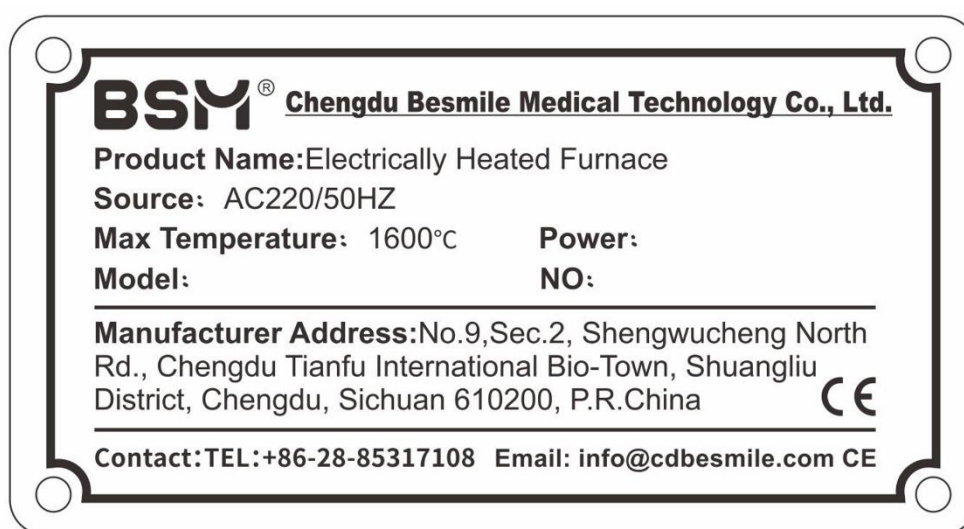 BSM® Chengdu Besmile Medical Technology Co., Ltd.
Product Name:Electrically Heated Furnace
Source: AC220/50HZ
Max Temperature: 1600℃ Power:
Model: NO:
Manufacturer Address:No.9,Sec.2, Shengwucheng North
Rd., Chengdu Tianfu International Bio-Town, Shuangliu
District, Chengdu, Sichuan 610200, P.R.China CE
Contact:TEL:+86-28-85317108 Email: info@cdbesmile.com CE